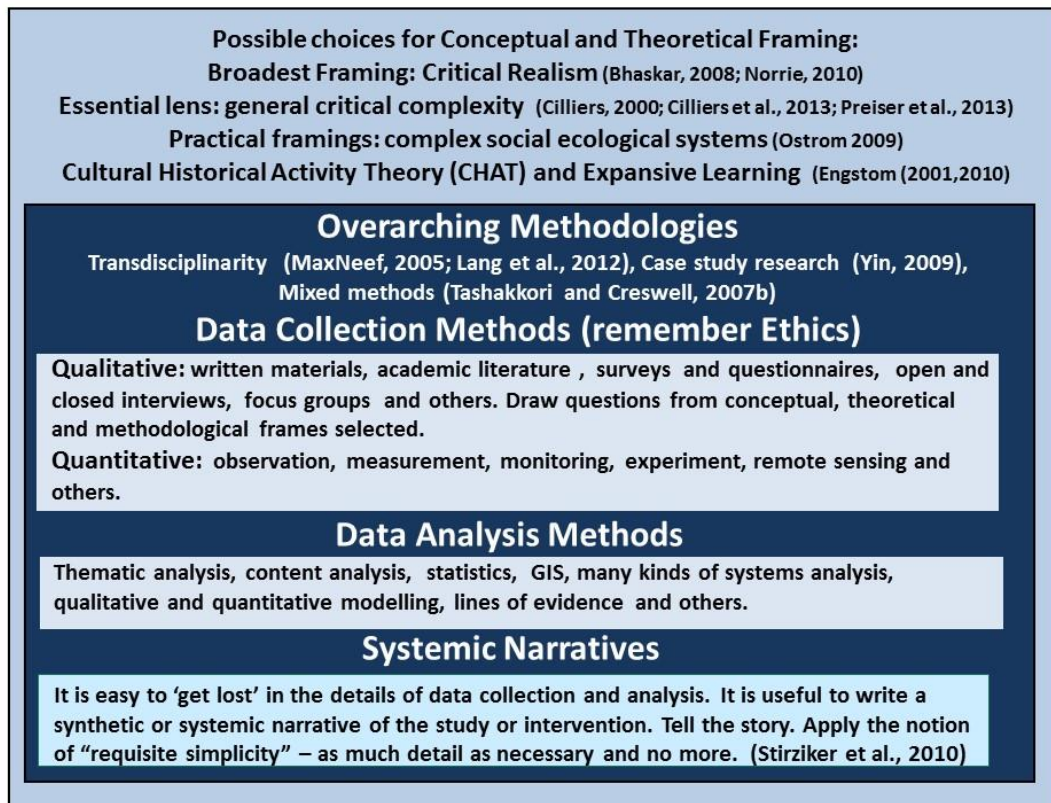 Possible choices for Conceptual and Theoretical Framing:
Broadest Framing: Critical Realism (Bhaskar, 2008; Norrie, 2010)
Essential lens: general critical complexity (Cilliers, 2000; Cilliers et al., 2013; Preiser et al., 2013)
Practical framings: complex social ecological systems (Ostrom 2009)
Cultural Historical Activity Theory (CHAT) and Expansive Learning (Engstom (2001,2010)
Overarching Methodologies
Transdisciplinarity (MaxNeef, 2005; Lang et al., 2012), Case study research (Yin, 2009),
Mixed methods (Tashakkori and Creswell, 2007b)
Data Collection Methods (remember Ethics)
Qualitative: written materials, academic literature , surveys and questionnaires, open and
closed interviews, focus groups and others. Draw questions from conceptual, theoretical
and methodological frames selected.
Quantitative: observation, measurement, monitoring, experiment, remote sensing and
others.
Data Analysis Methods
Thematic analysis, content analysis, statistics, GIS, many kinds of systems analysis,
qualitative and quantitative modelling, lines of evidence and others.
Systemic Narratives
It is easy to ‘get lost’ in the details of data collection and analysis. It is useful to write a
synthetic or systemic narrative of the study or intervention. Tell the story. Apply the notion
of “requisite simplicity” – as much detail as necessary and no more. (Stirziker et al., 2010)